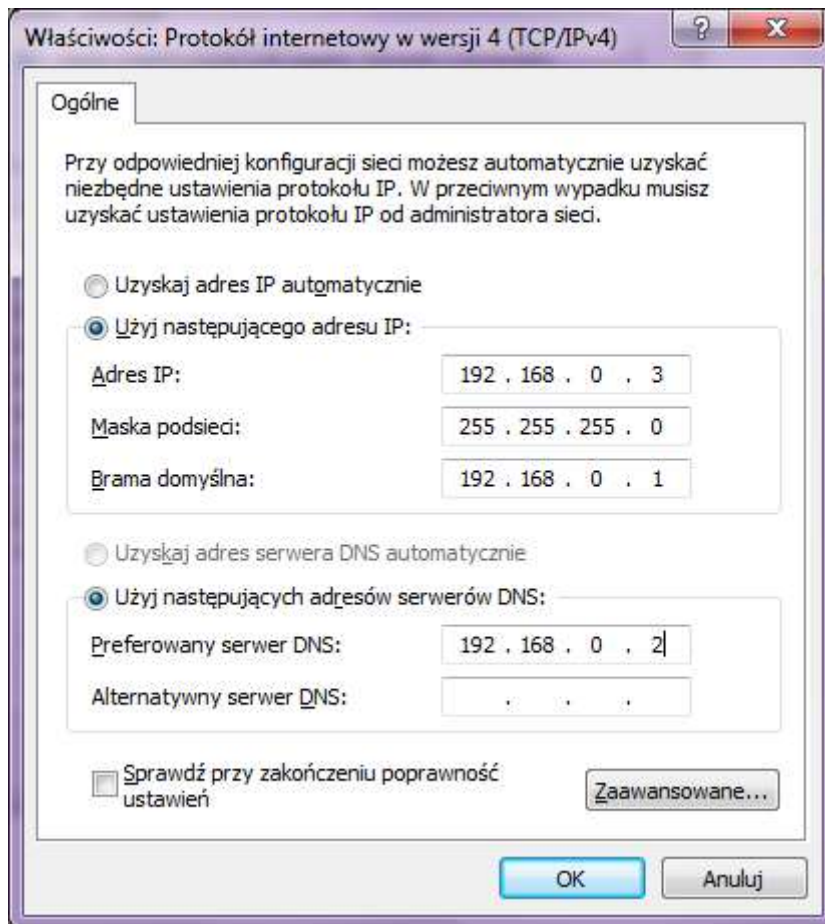 Właściwości: Protokół internetowy w wersji 4 (TCP/IPv4)
Ogólne
Przy odpowiedniej konfiguracji sieci możesz automatycznie uzyskać
niezbędne ustawienia protokołu IP. W przeciwnym wypadku musisz
uzyskać ustawienia protokołu IP od administratora sieci.
Uzyskaj adres IP automatycznie
Użyj następującego adresu IP:
Adres IP: 192 . 168 . 0 . 3
Maska podsieci: 255 . 255 . 255 . 0
Brama domyślna: 192 . 168 . 0 . 1
Uzyskaj adres serwera DNS automatycznie
Użyj następujących adresów serwerów DNS:
Preferowany serwer DNS: 192 . 168 . 0 . 2
Alternatywny serwer DNS: . . .
Sprawdź przy zakończeniu poprawność
ustawień
Zaawansowane...
OK Anuluj